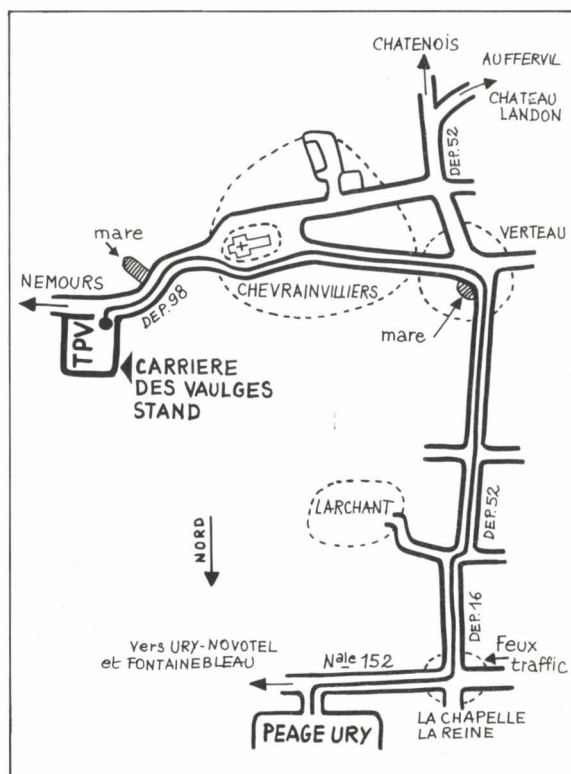 CHATENOIS
AUFFERVIL
CHATEAU
LANDON
DEP. 52
VERTEAU
mare
NEMOURS
DEP. 98
CHEVRAINVILLIERS
mare
TPV
CARRIERE
DES VAULGES
STAND
LARCHANT
DEP. 52
NORD
DEP. 16
Vers URY-NOVOTEL
et FONTAINEBLEAU
Nale 152
Feux
traffic
PEAGE URY
LA CHAPELLE
LA REINE